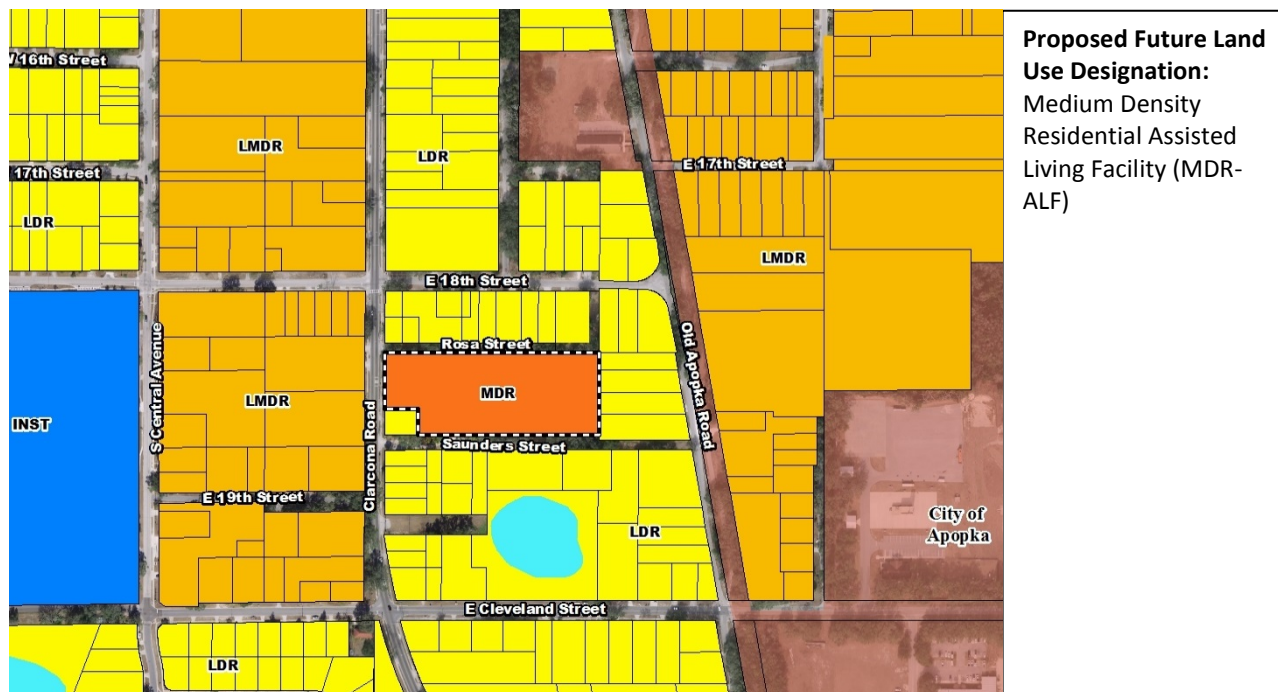 W 16th Street
LMDR
LDR
17th Street
E 17th Street
LDR
LMDR
E 18th Street
Rosa Street
S Central Avenue
Old Apopka Road
MDR
LMDR
INST
Clarcona Road
Saunders Street
E 19th Street
City of
Apopka
LDR
E Cleveland Street
LDR
Proposed Future Land
Use Designation:
Medium Density
Residential Assisted
Living Facility (MDR-
ALF)